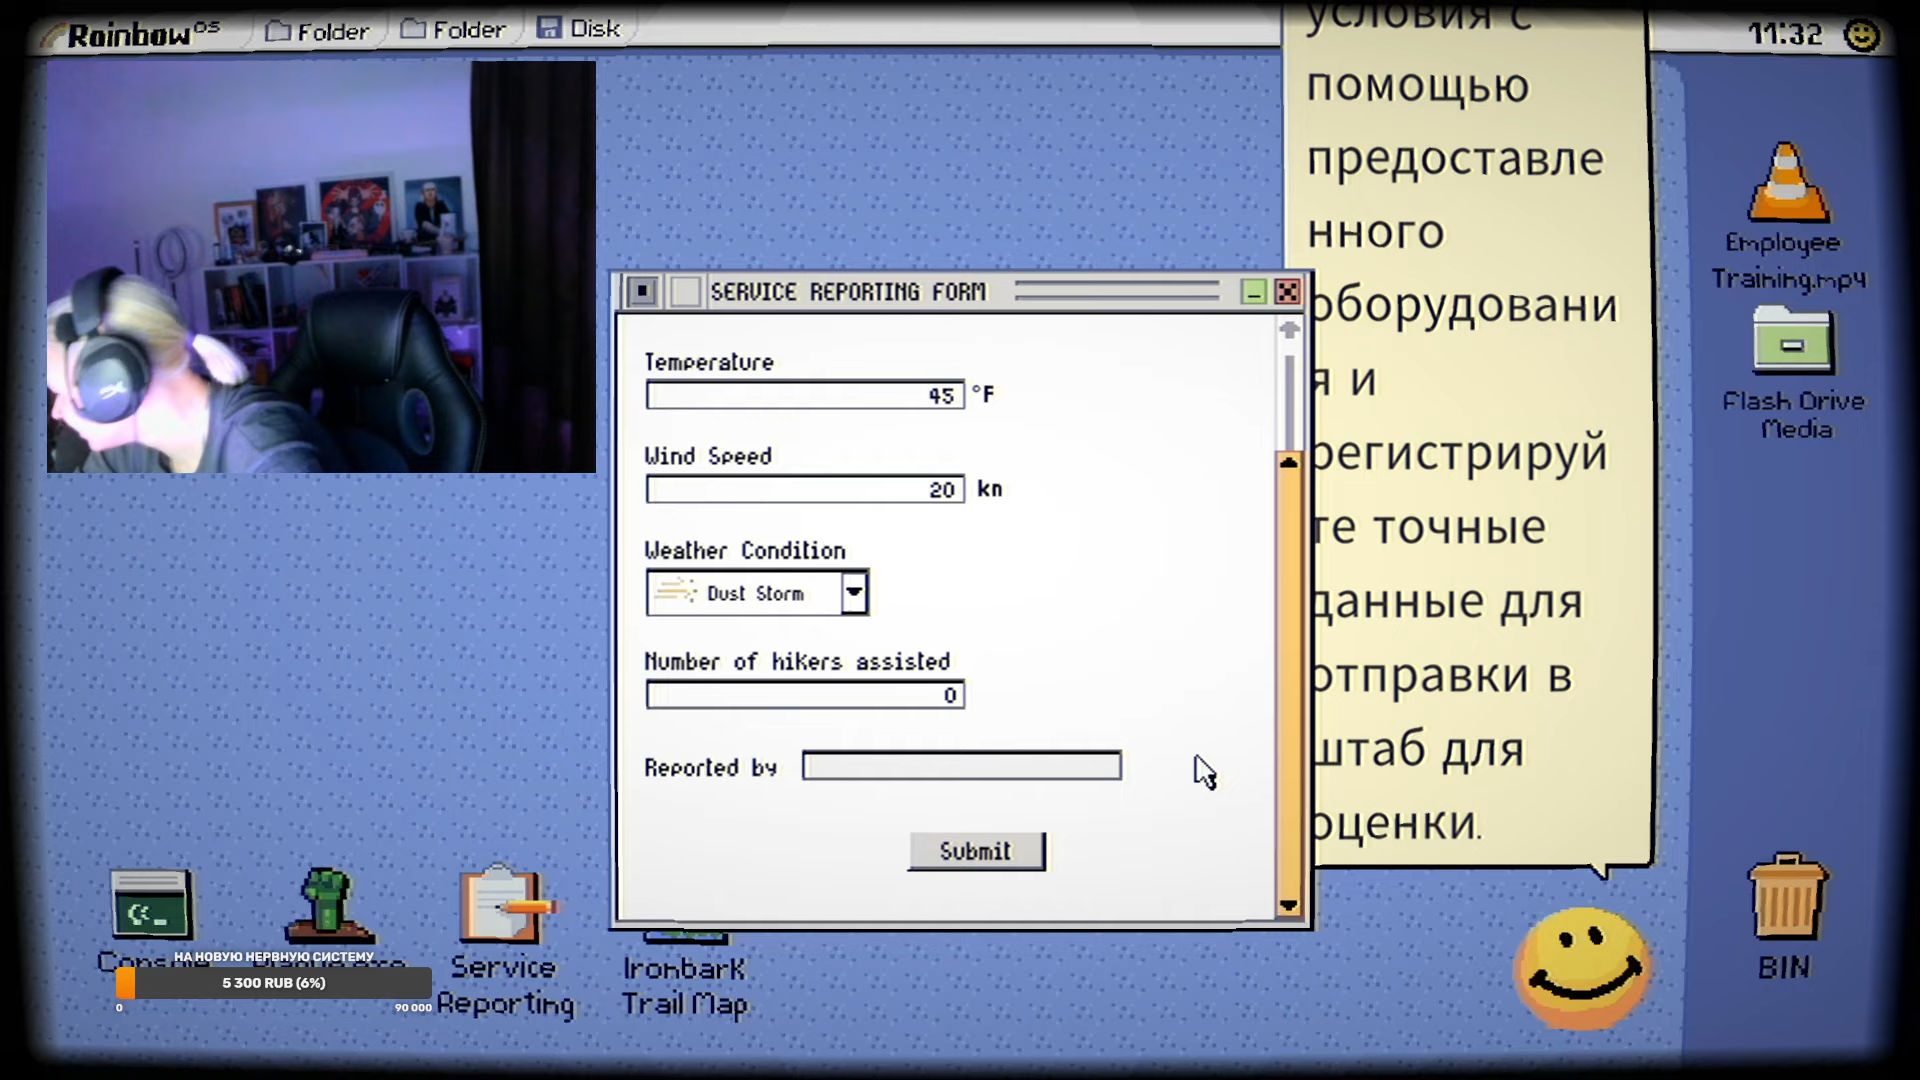 Rainbow OS
Folder
Folder
Disk
11:32
условия с
помощью
предоставле
нного
оборудовани
я и
регистрируй
те точные
данные для
отправки в
штаб для
оценки.
SERVICE REPORTING FORM
Temperature
45 °F
Wind Speed
20 kn
Weather Condition
Dust Storm
Number of hikers assisted
0
Reported by
Submit
Employee
Training.mp4
Flash Drive
Media
BIN
Console
НА НОВУЮ НЕРВНУЮ СИСТЕМУ
5 300 RUB (6%)
0
90 000
Service
Reporting
Ironbark
Trail Map